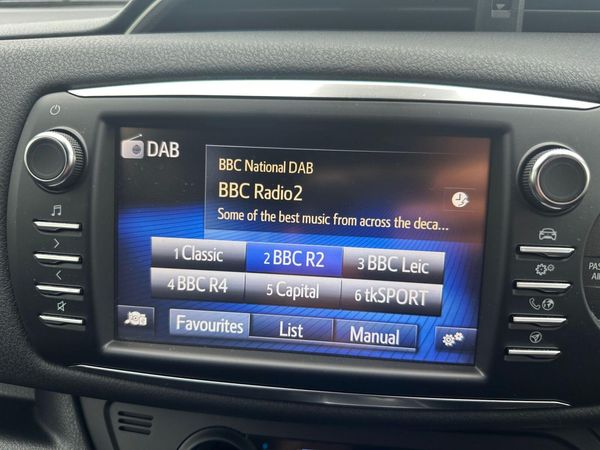 DAB
BBC National DAB
BBC Radio2
Some of the best music from across the deca...
1 Classic
2 BBC R2
3 BBC Leic
4 BBC R4
5 Capital
6 tkSPORT
Favourites
List
Manual